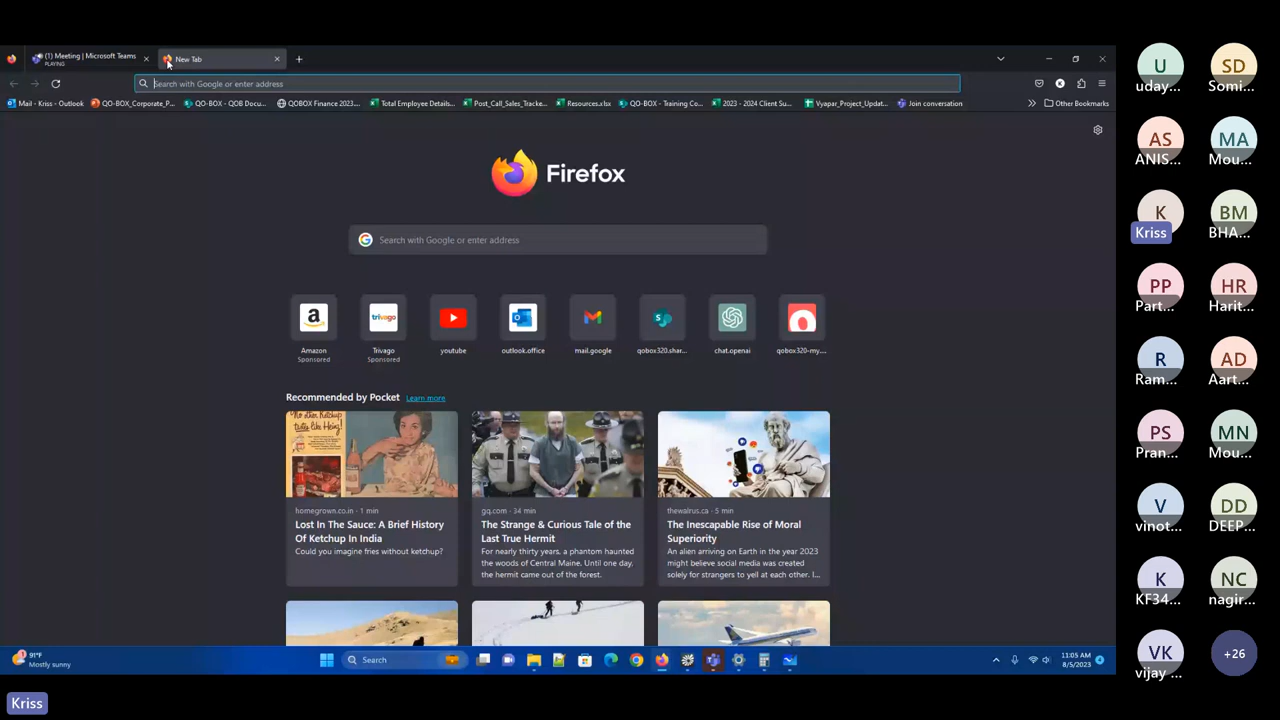 (1) Meeting | Microsoft Teams
PLAYING
New Tab
Search with Google or enter address
Mail - Kriss - Outlook
QO-BOX_Corporate_P...
QO-BOX - QOB Docu...
QOBOX Finance 2023....
Total Employee Details...
Post_Call_Sales_Tracke...
Resources.xlsx
QO-BOX - Training Co...
2023 - 2024 Client Su...
Vyapar_Project_Updat...
Join conversation
Other Bookmarks
Firefox
Search with Google or enter address
Amazon
Sponsored
trivago
Trivago
Sponsored
youtube
outlook.office
mail.google
qobox320.shar...
chat.openai
qobox320-my....
Recommended by Pocket
Learn more
homegrown.co.in · 1 min
Lost In The Sauce: A Brief History
Of Ketchup In India
Could you imagine fries without ketchup?
gq.com · 34 min
The Strange & Curious Tale of the
Last True Hermit
For nearly thirty years, a phantom haunted
the woods of Central Maine. Until one day,
the hermit came out of the forest.
thewalrus.ca · 5 min
The Inescapable Rise of Moral
Superiority
An alien arriving on Earth in the year 2023
might believe social media was created
solely for strangers to yell at each other. I...
91°F
Mostly sunny
Search
11:05 AM
8/5/2023
Kriss
U
uday...
SD
Somi...
AS
ANIS...
MA
Mou...
K
Kriss
BM
BHA...
PP
Part...
HR
Harit...
R
Ram...
AD
Aart...
PS
Pran...
MN
Mou...
V
vinot...
DD
DEEP...
K
KF34...
NC
nagir...
VK
vijay ...
+26